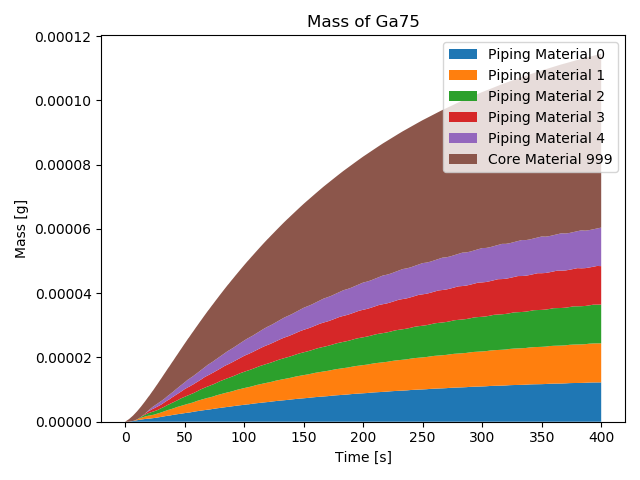 Mass of Ga75
0.00012
0.00010
0.00008
0.00006
0.00004
0.00002
0.00000
Mass [g]
Piping Material 0
Piping Material 1
Piping Material 2
Piping Material 3
Piping Material 4
Core Material 999
0 50 100 150 200 250 300 350 400
Time [s]